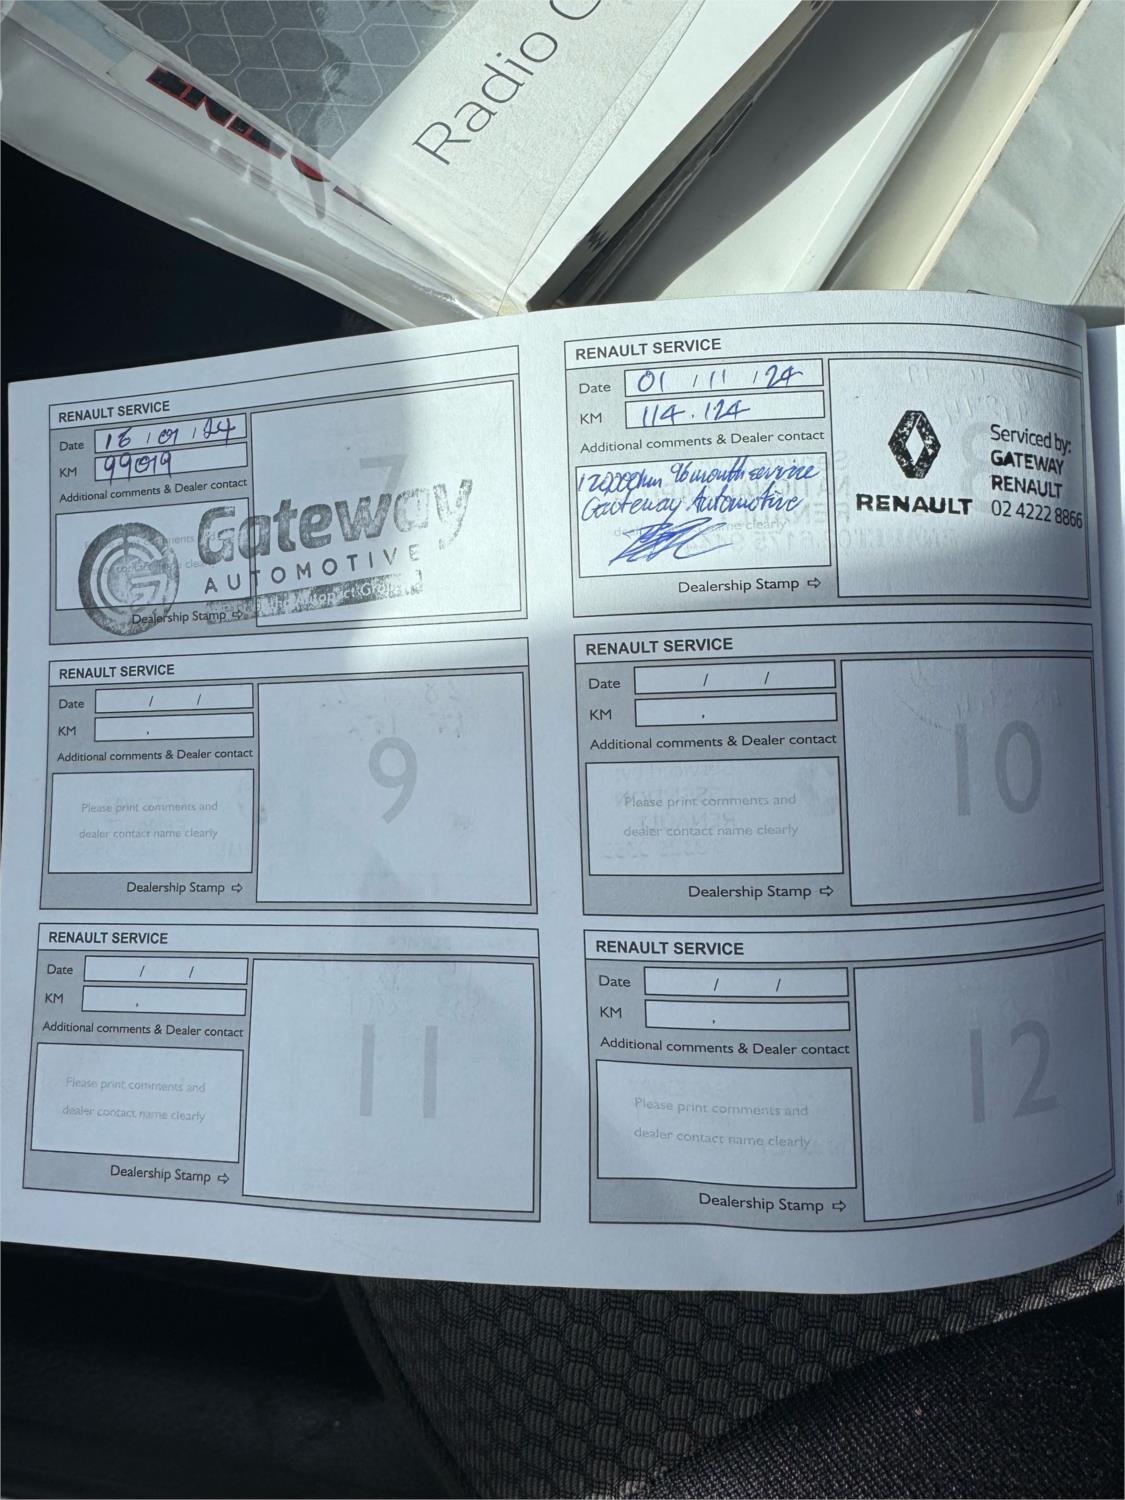 Radio
RENAULT SERVICE
Date 16 / 01 / 24
KM 99019
Additional comments & Dealer contact
Dealership Stamp ⇨
7
Gateway
AUTOMOTIVE
RENAULT SERVICE
Date 01 / 11 / 24
KM 114.124
Additional comments & Dealer contact
120,000km 96 month service
Gateway Automotive
clearly
Dealership Stamp ⇨
RENAULT
Serviced by:
GATEWAY
RENAULT
02 4222 8866
RENAULT SERVICE
Date / /
KM .
Additional comments & Dealer contact
Please print comments and
dealer contact name clearly
Dealership Stamp ⇨
9
RENAULT SERVICE
Date / /
KM .
Additional comments & Dealer contact
Please print comments and
dealer contact name clearly
Dealership Stamp ⇨
10
RENAULT SERVICE
Date / /
KM .
Additional comments & Dealer contact
Please print comments and
dealer contact name clearly
Dealership Stamp ⇨
11
RENAULT SERVICE
Date / /
KM .
Additional comments & Dealer contact
Please print comments and
dealer contact name clearly
Dealership Stamp ⇨
12